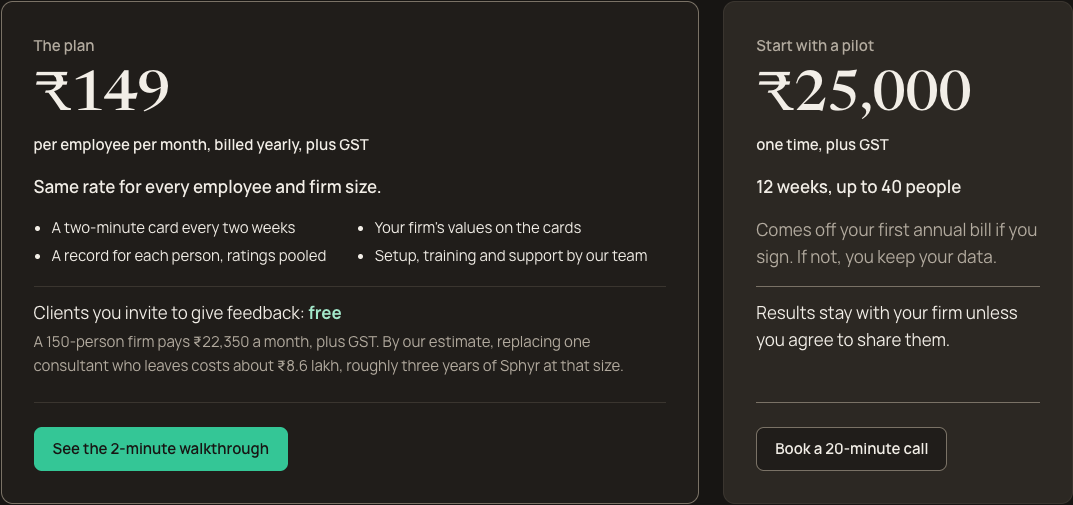 The plan
₹149
per employee per month, billed yearly, plus GST
Same rate for every employee and firm size.
• A two-minute card every two weeks
• A record for each person, ratings pooled
• Your firm's values on the cards
• Setup, training and support by our team
Clients you invite to give feedback: free
A 150-person firm pays ₹22,350 a month, plus GST. By our estimate, replacing one
consultant who leaves costs about ₹8.6 lakh, roughly three years of Sphyr at that size.
See the 2-minute walkthrough
Start with a pilot
₹25,000
one time, plus GST
12 weeks, up to 40 people
Comes off your first annual bill if you
sign. If not, you keep your data.
Results stay with your firm unless
you agree to share them.
Book a 20-minute call